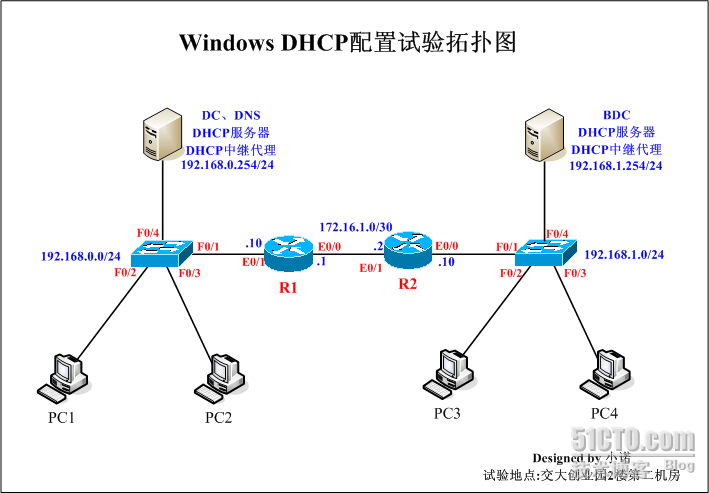 Windows DHCP配置试验拓扑图
DC、DNS
DHCP服务器
DHCP中继代理
192.168.0.254/24
BDC
DHCP服务器
DHCP中继代理
192.168.1.254/24
F0/4
192.168.0.0/24
F0/1
F0/2
F0/3
.10
E0/1
R1
E0/0
.1
172.16.1.0/30
.2
E0/1
R2
E0/0
.10
F0/4
F0/1
192.168.1.0/24
F0/2
F0/3
PC1
PC2
PC3
PC4
51CTO.com
技术博客 Blog
Designed by 小诺
试验地点:交大创业园2楼第二机房